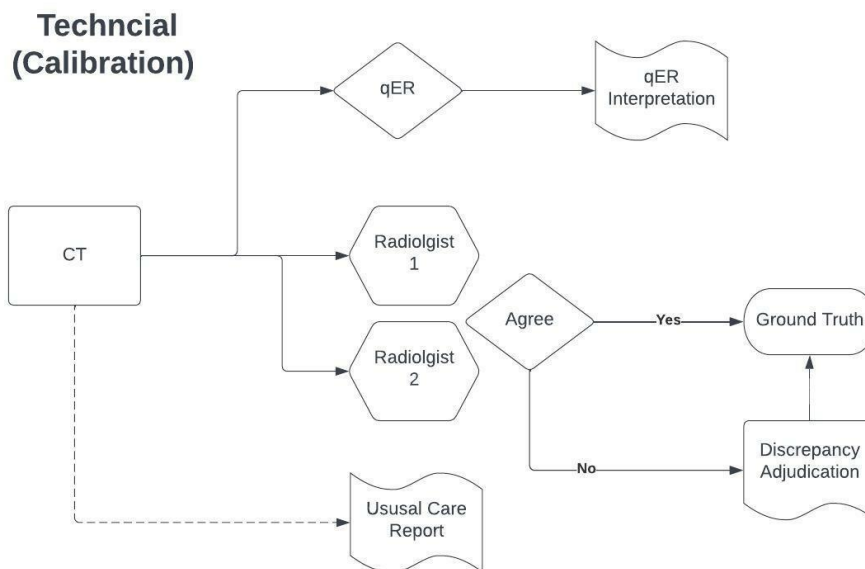 Techncial
(Calibration)
qER
qER
Interpretation
CT
Radiolgist
1
Radiolgist
2
Agree
Yes
Ground Truth
No
Discrepancy
Adjudication
Ususal Care
Report